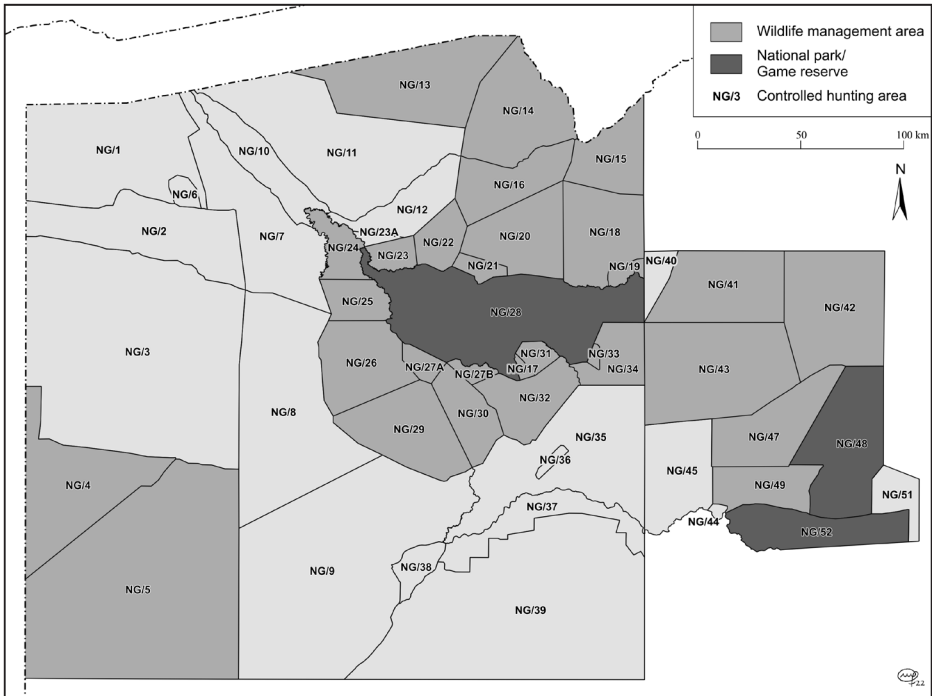 Wildlife management area
National park/
Game reserve
NG/3 Controlled hunting area
0 50 100 km
N
NG/13
NG/14
NG/1
NG/10
NG/11
NG/15
NG/16
NG/6
NG/12
NG/2
NG/7
NG/23A
NG/20
NG/18
NG/22
NG/24
NG/23
NG/21
NG/19
NG/40
NG/41
NG/42
NG/25
NG/28
NG/3
NG/26
NG/27A
NG/27B
NG/17
NG/31
NG/33
NG/34
NG/43
NG/32
NG/8
NG/30
NG/29
NG/35
NG/47
NG/48
NG/36
NG/45
NG/4
NG/49
NG/51
NG/37
NG/44
NG/52
NG/9
NG/38
NG/5
NG/39
22